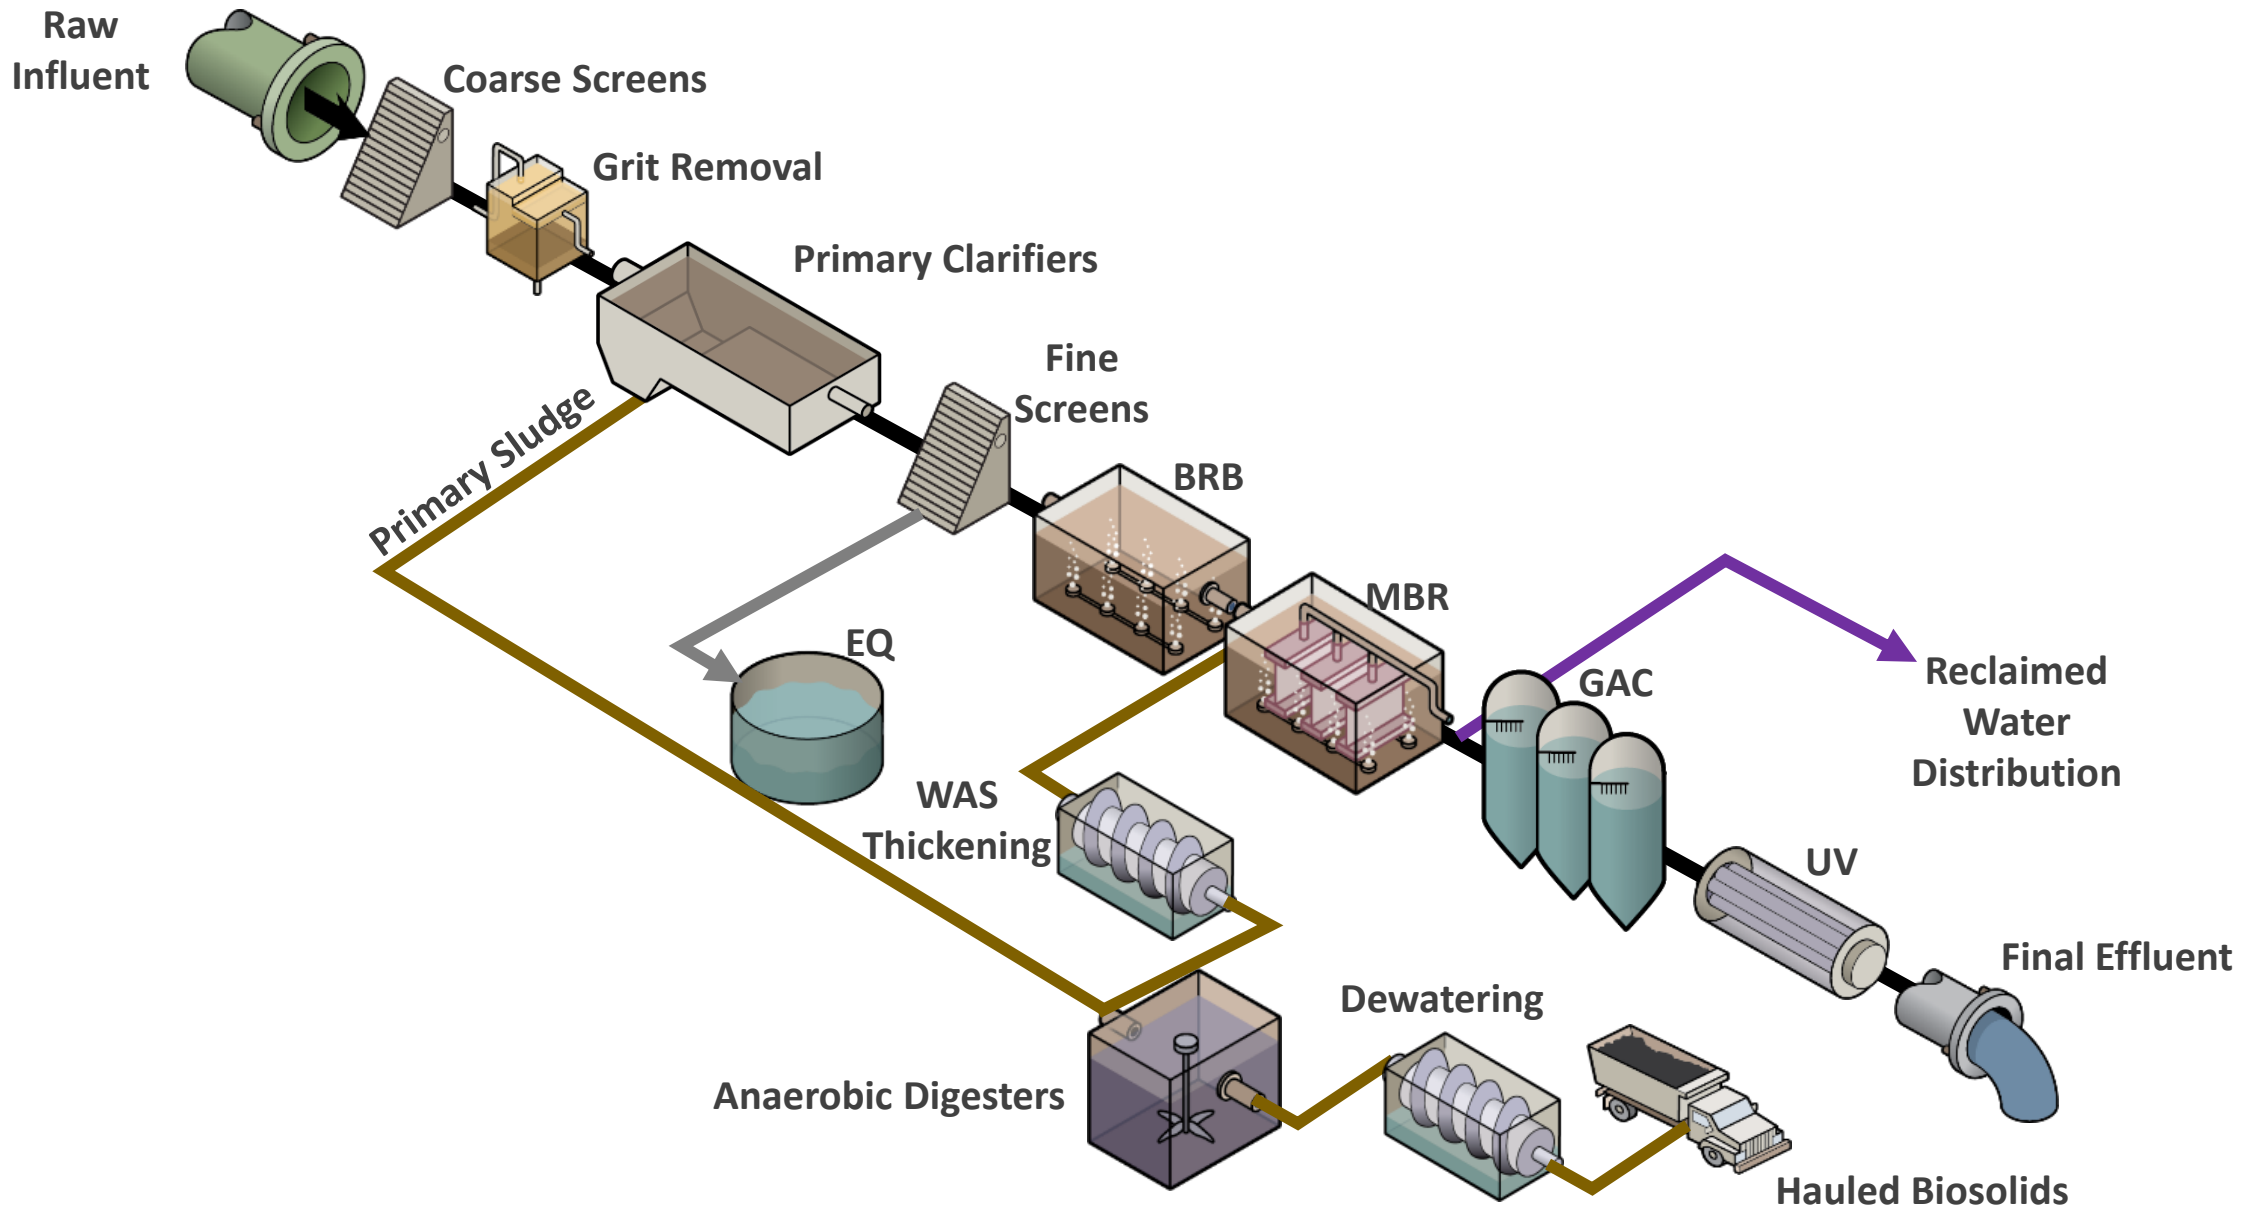 Raw
Influent
Coarse Screens
Grit Removal
Primary Clarifiers
Fine
Screens
Primary Sludge
BRB
MBR
EQ
GAC
Reclaimed
Water
Distribution
WAS
Thickening
UV
Final Effluent
Dewatering
Anaerobic Digesters
Hauled Biosolids